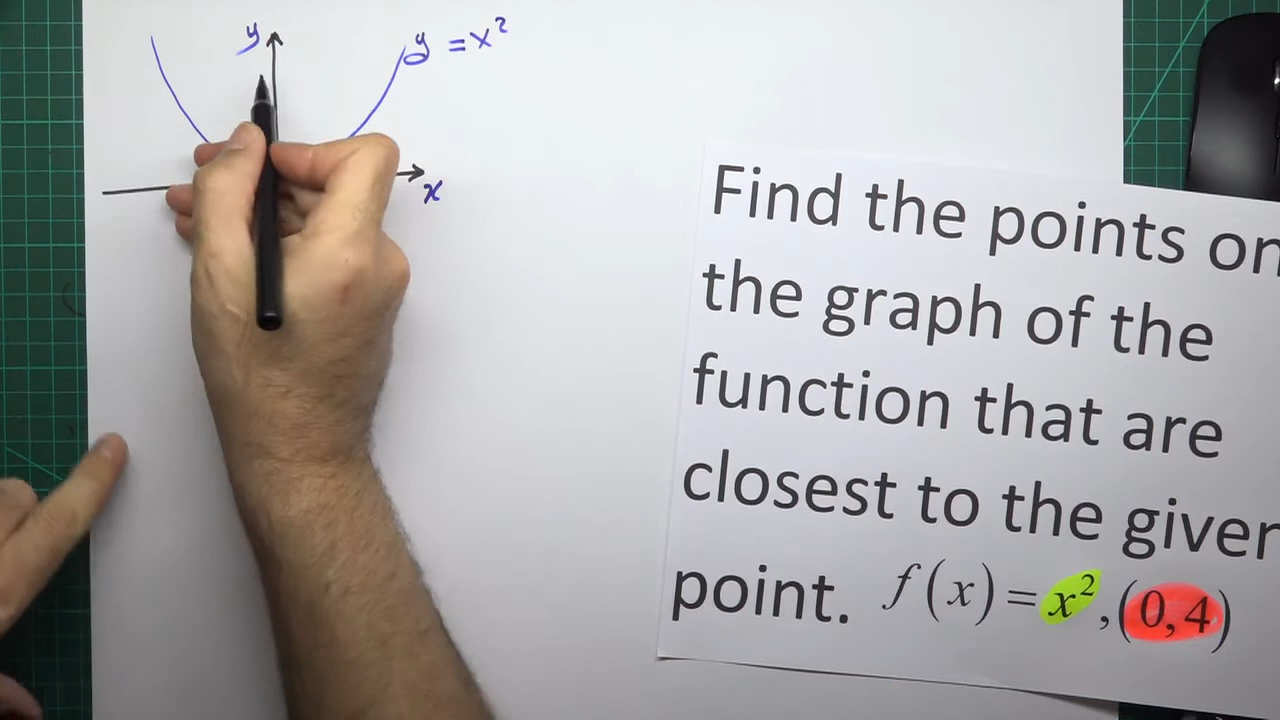 y
y = x²
x
Find the points on
the graph of the
function that are
closest to the given
point. f(x) = x², (0, 4)